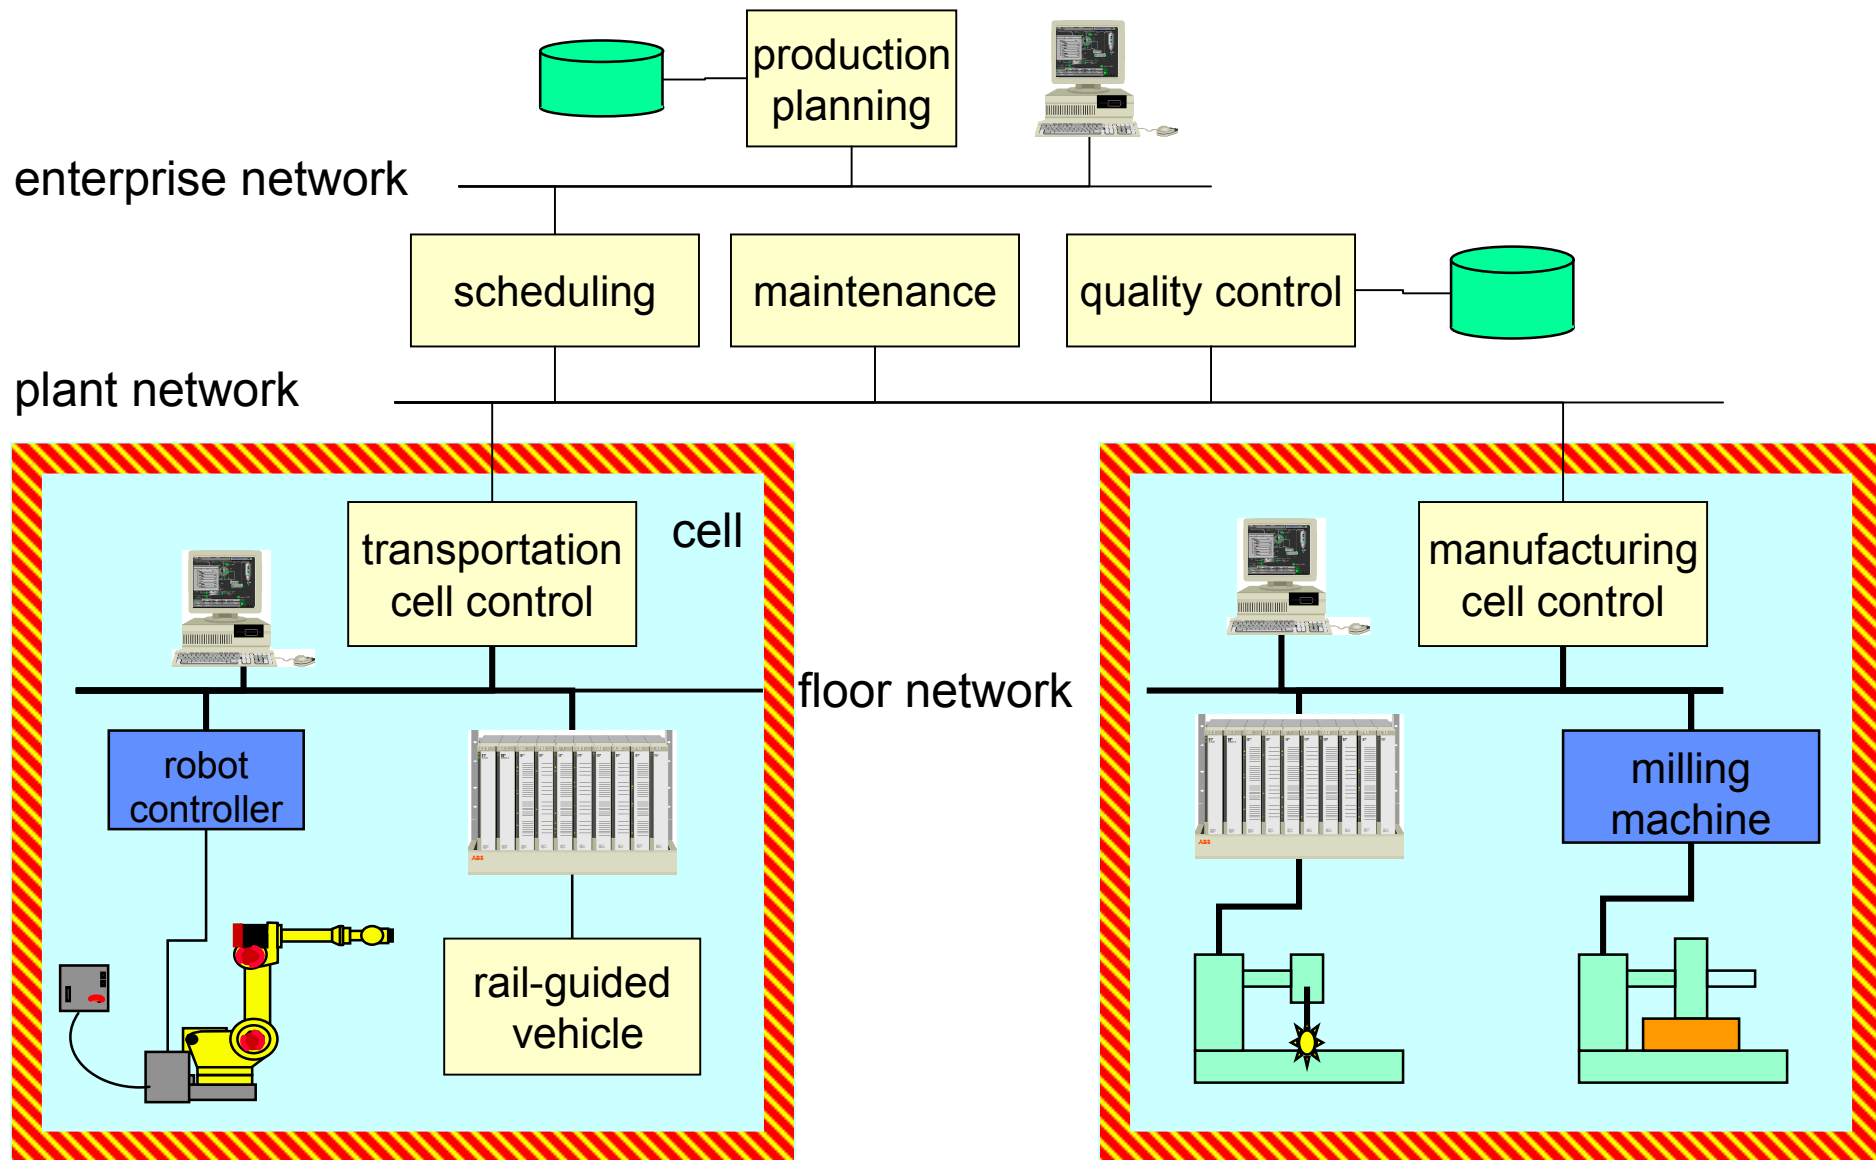 production
planning
enterprise network
scheduling
maintenance
quality control
plant network
transportation
cell control
cell
manufacturing
cell control
floor network
robot
controller
milling
machine
rail-guided
vehicle